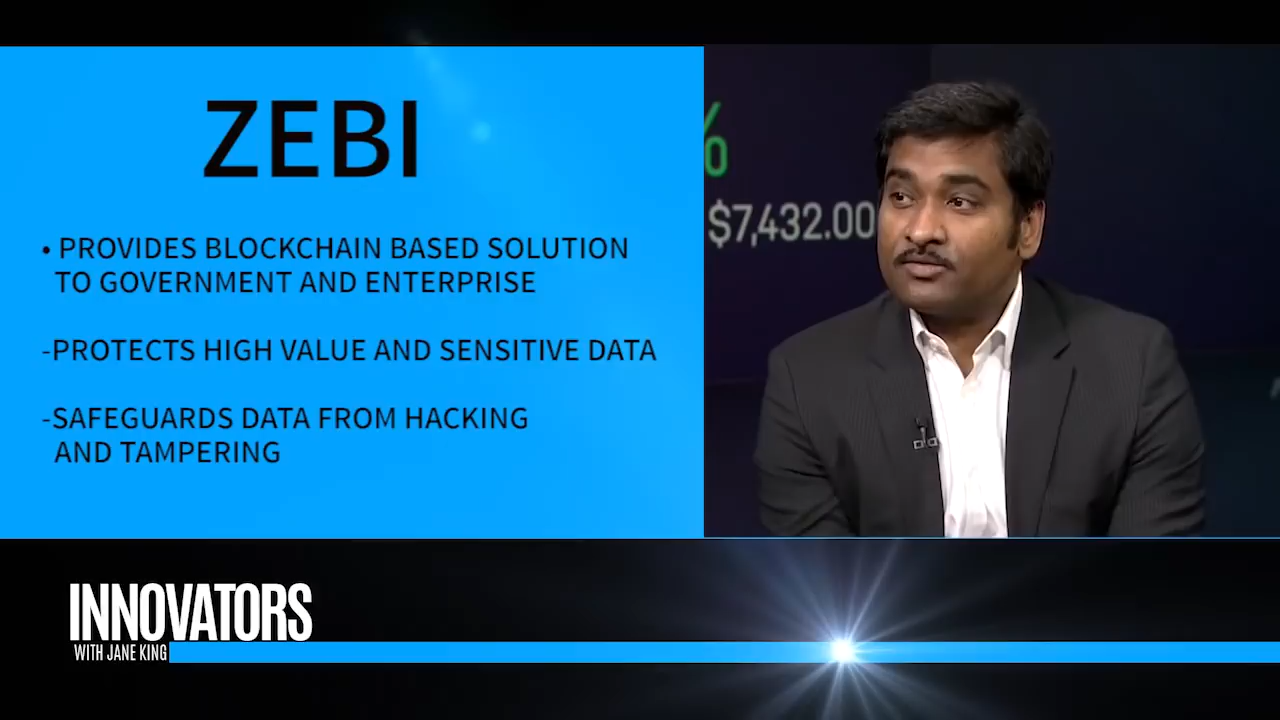 ZEBI
• PROVIDES BLOCKCHAIN BASED SOLUTION
TO GOVERNMENT AND ENTERPRISE
-PROTECTS HIGH VALUE AND SENSITIVE DATA
-SAFEGUARDS DATA FROM HACKING
AND TAMPERING
%
$7,432.00
INNOVATORS
WITH JANE KING